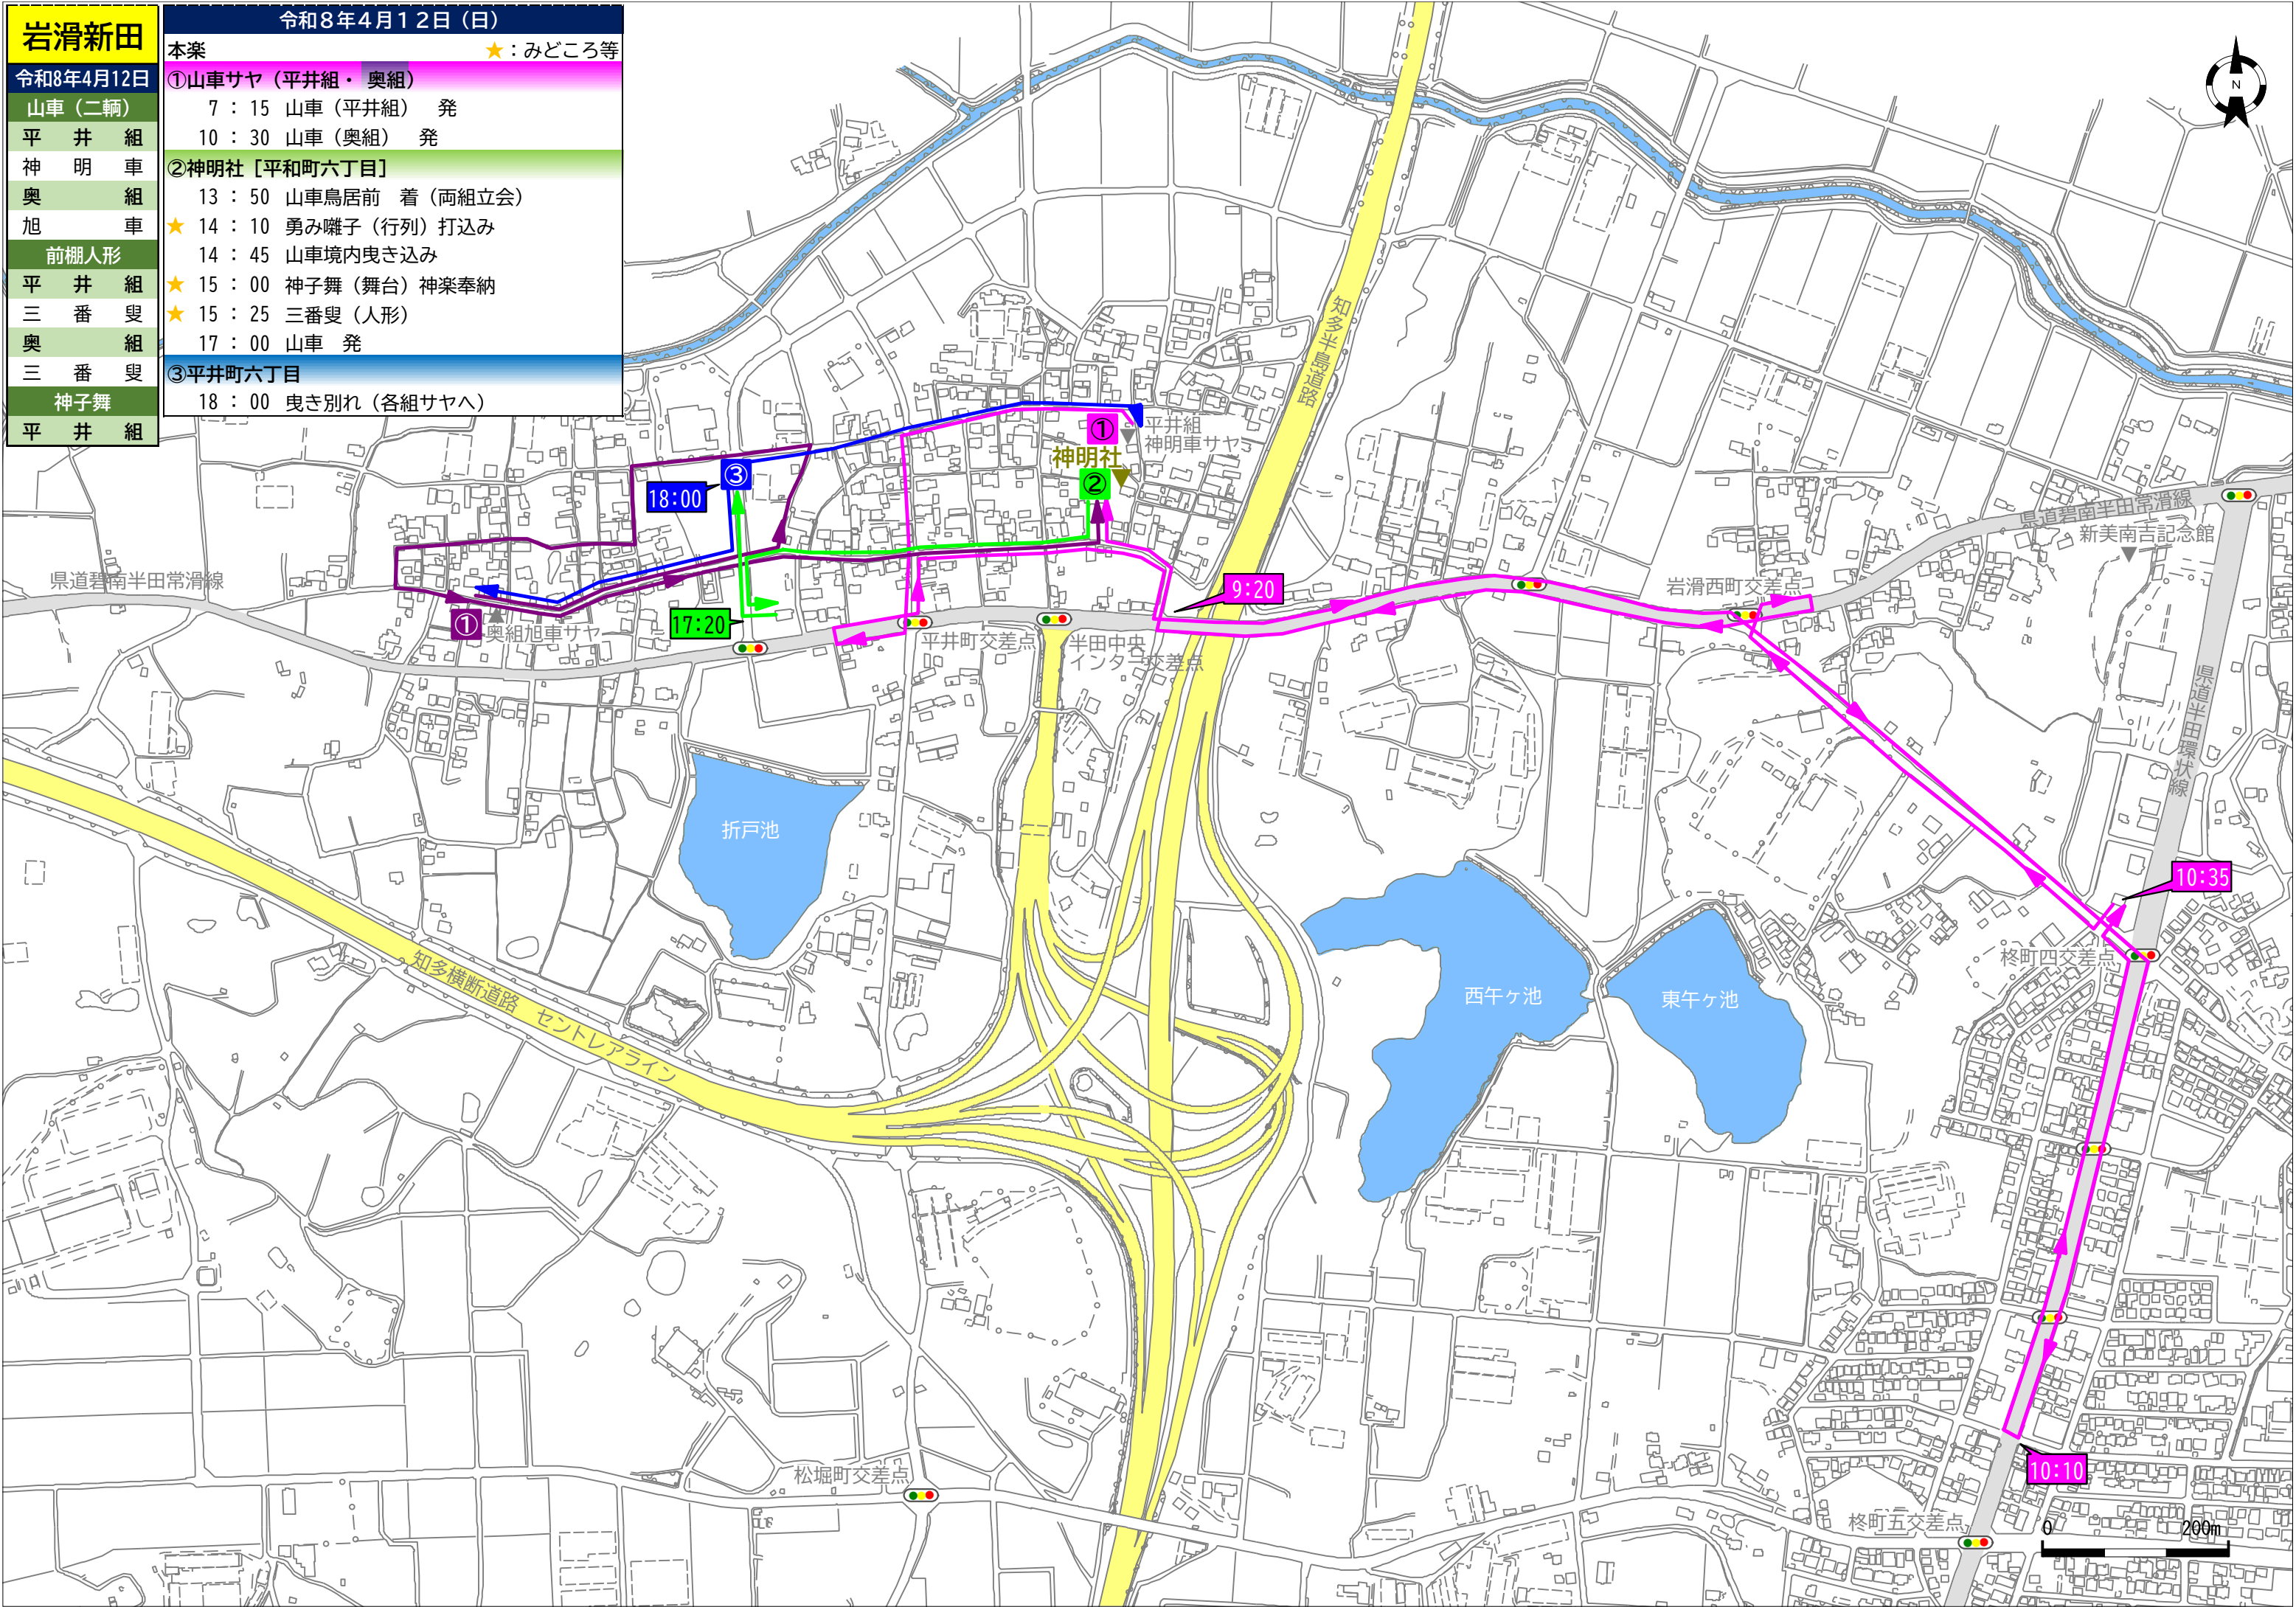 岩滑新田
令和8年4月12日
山車（二輌）
平井組
神明車
奥組
旭車
前棚人形
平井組
三番叟
奥組
三番叟
神子舞
平井組
令和８年４月１２日（日）
本楽 ★：みどころ等
①山車サヤ（平井組・ 奥組）
7 : 15 山車（平井組） 発
10 : 30 山車（奥組） 発
②神明社［平和町六丁目］
13 : 50 山車鳥居前 着（両組立会）
★ 14 : 10 勇み囃子（行列）打込み
14 : 45 山車境内曳き込み
★ 15 : 00 神子舞（舞台）神楽奉納
★ 15 : 25 三番叟（人形）
17 : 00 山車 発
③平井町六丁目
18 : 00 曳き別れ（各組サヤへ）
N
知多半島道路
①
平井組
神明車サヤ
神明社
②
③
18:00
県道碧南半田常滑線
新美南吉記念館
県道碧南半田常滑線
岩滑西町交差点
9:20
①
奥組旭車サヤ
17:20
平井町交差点
半田中央
インター交差点
県道半田環状線
折戸池
10:35
柊町四交差点
知多横断道路 セントレアライン
西午ヶ池
東午ヶ池
松堀町交差点
10:10
柊町五交差点
0 200m